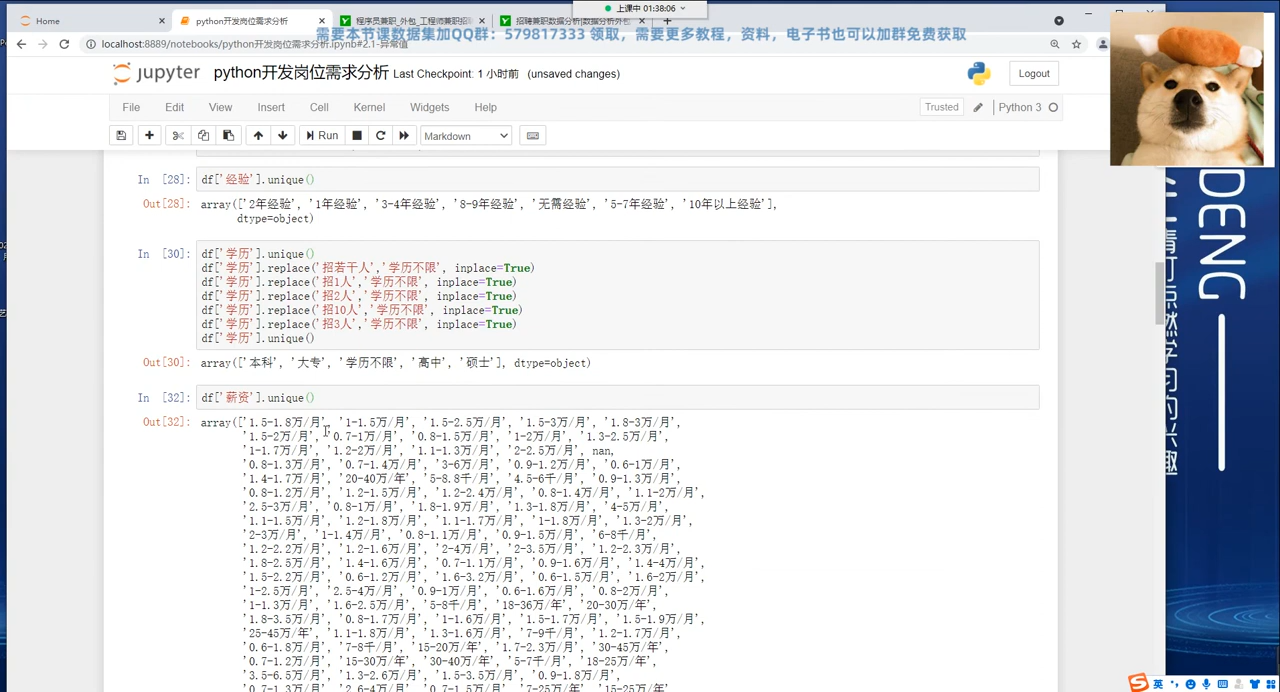 上课中 01:38:06
Home
python开发岗位需求分析
程序员兼职_外包_工程师兼职招
招聘兼职数据分析|数据分析外包
localhost:8889/notebooks/python开发岗位需求分析.ipynb#2.1-异常值
需要本节课数据集加QQ群：579817333 领取，需要更多教程，资料，电子书也可以加群免费获取
jupyter python开发岗位需求分析 Last Checkpoint: 1 小时前 (unsaved changes)
Logout
File Edit View Insert Cell Kernel Widgets Help
Trusted Python 3
Run Markdown
In [28]: df['经验'].unique()
Out[28]: array(['2年经验', '1年经验', '3-4年经验', '8-9年经验', '无需经验', '5-7年经验', '10年以上经验'],
dtype=object)
In [30]: df['学历'].unique()
df['学历'].replace('招若干人','学历不限', inplace=True)
df['学历'].replace('招1人','学历不限', inplace=True)
df['学历'].replace('招2人','学历不限', inplace=True)
df['学历'].replace('招10人','学历不限', inplace=True)
df['学历'].replace('招3人','学历不限', inplace=True)
df['学历'].unique()
Out[30]: array(['本科', '大专', '学历不限', '高中', '硕士'], dtype=object)
In [32]: df['薪资'].unique()
Out[32]: array(['1.5-1.8万/月', '1-1.5万/月', '1.5-2.5万/月', '1.5-3万/月', '1.8-3万/月',
'1.5-2万/月', '0.7-1万/月', '0.8-1.5万/月', '1-2万/月', '1.3-2.5万/月',
'1-1.7万/月', '1.2-2万/月', '1.1-1.3万/月', '2-2.5万/月', nan,
'0.8-1.3万/月', '0.7-1.4万/月', '3-6万/月', '0.9-1.2万/月', '0.6-1万/月',
'1.4-1.7万/月', '20-40万/年', '5-8.8千/月', '4.5-6千/月', '0.9-1.3万/月',
'0.8-1.2万/月', '1.2-1.5万/月', '1.2-2.4万/月', '0.8-1.4万/月', '1.1-2万/月',
'2.5-3万/月', '0.8-1万/月', '1.8-1.9万/月', '1.3-1.8万/月', '4-5万/月',
'1.1-1.5万/月', '1.2-1.8万/月', '1.1-1.7万/月', '1-1.8万/月', '1.3-2万/月',
'2-3万/月', '1-1.4万/月', '0.8-1.1万/月', '0.9-1.5万/月', '6-8千/月',
'1.2-2.2万/月', '1.2-1.6万/月', '2-4万/月', '2-3.5万/月', '1.2-2.3万/月',
'1.8-2.5万/月', '1.4-1.6万/月', '0.7-1.1万/月', '0.9-1.6万/月', '1.4-4万/月',
'1.5-2.2万/月', '0.6-1.2万/月', '1.6-3.2万/月', '0.6-1.5万/月', '1.6-2万/月',
'1-2.5万/月', '2.5-4万/月', '0.9-1万/月', '0.6-1.6万/月', '0.8-2万/月',
'1-1.3万/月', '1.6-2.5万/月', '5-8千/月', '18-36万/年', '20-30万/年',
'1.8-3.5万/月', '0.8-1.7万/月', '1-1.6万/月', '1.5-1.7万/月', '1.5-1.9万/月',
'25-45万/年', '1.1-1.8万/月', '1.3-1.6万/月', '7-9千/月', '1.2-1.7万/月',
'0.6-1.8万/月', '7-8千/月', '15-20万/年', '1.7-2.3万/月', '30-45万/年',
'0.7-1.2万/月', '15-30万/年', '30-40万/年', '5-7千/月', '18-25万/年',
'3.5-6.5万/月', '1.3-2.6万/月', '1.5-3.5万/月', '0.9-1.8万/月',
'0.7-1.3万/月', '2.6-4万/月', '0.7-1.5万/月', '7-25万/年', '15-25万/年',
DENG
点燃学习的兴趣
英